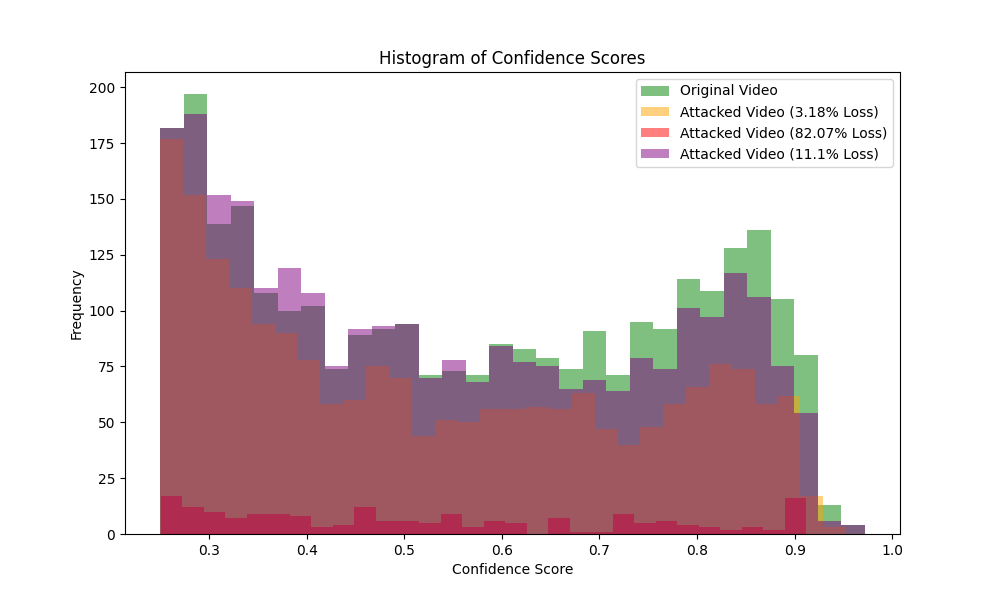 Histogram of Confidence Scores
Original Video
Attacked Video (3.18% Loss)
Attacked Video (82.07% Loss)
Attacked Video (11.1% Loss)
Frequency
200
175
150
125
100
75
50
25
0
0.3 0.4 0.5 0.6 0.7 0.8 0.9 1.0
Confidence Score